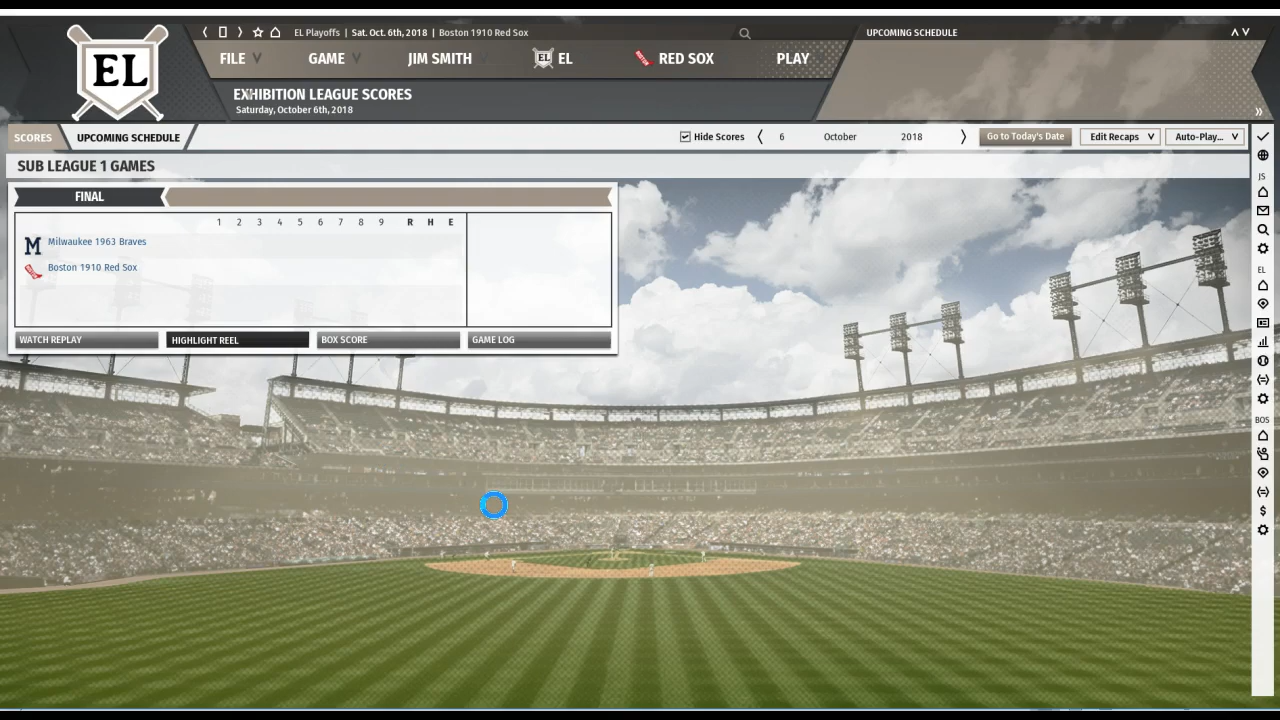 EL Playoffs | Sat. Oct. 6th, 2018 | Boston 1910 Red Sox
UPCOMING SCHEDULE
EL
FILE GAME JIM SMITH EL EL RED SOX PLAY
EXHIBITION LEAGUE SCORES
Saturday, October 6th, 2018
SCORES UPCOMING SCHEDULE Hide Scores 6 October 2018 Go to Today's Date Edit Recaps Auto-Play...
SUB LEAGUE 1 GAMES
FINAL
1 2 3 4 5 6 7 8 9 R H E
M Milwaukee 1963 Braves
Boston 1910 Red Sox
WATCH REPLAY HIGHLIGHT REEL BOX SCORE GAME LOG
JS
EL
BOS
$